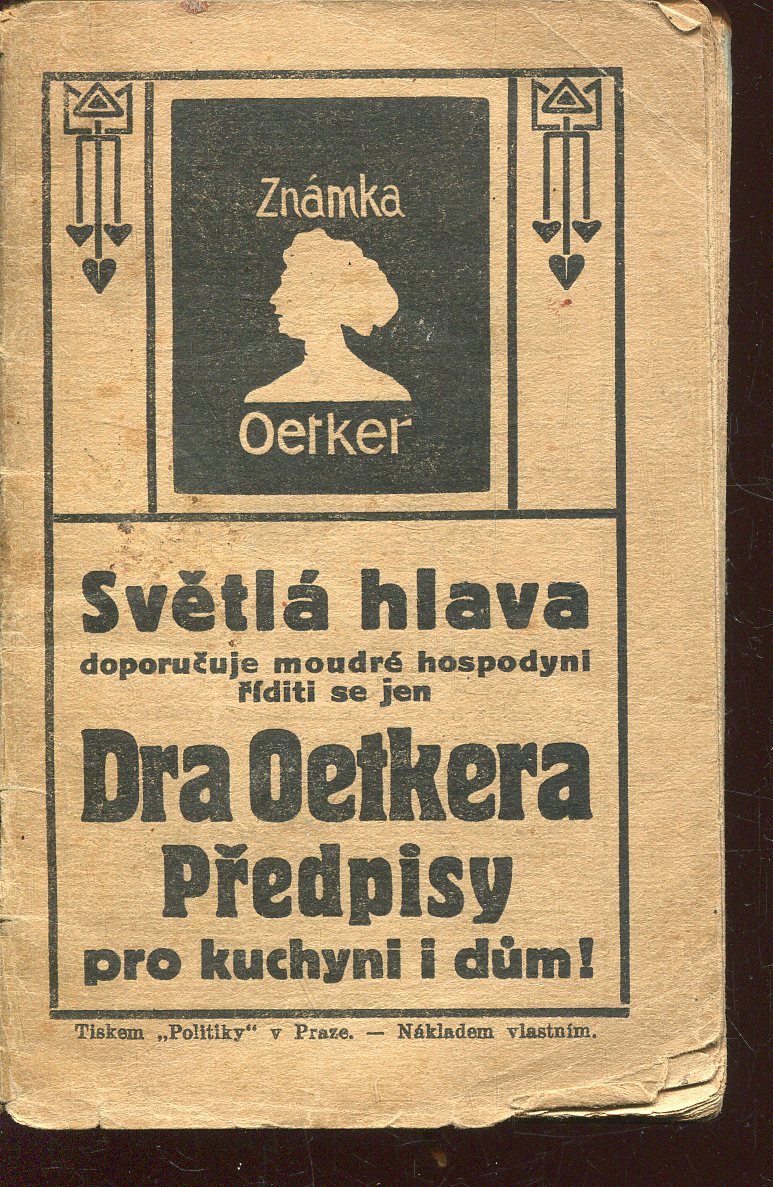 Známka
Oetker
Světlá hlava
doporučuje moudré hospodyni
říditi se jen
Dra Oetkera
Předpisy
pro kuchyni i dům!
Tiskem „Politiky“ v Praze. — Nákladem vlastním.